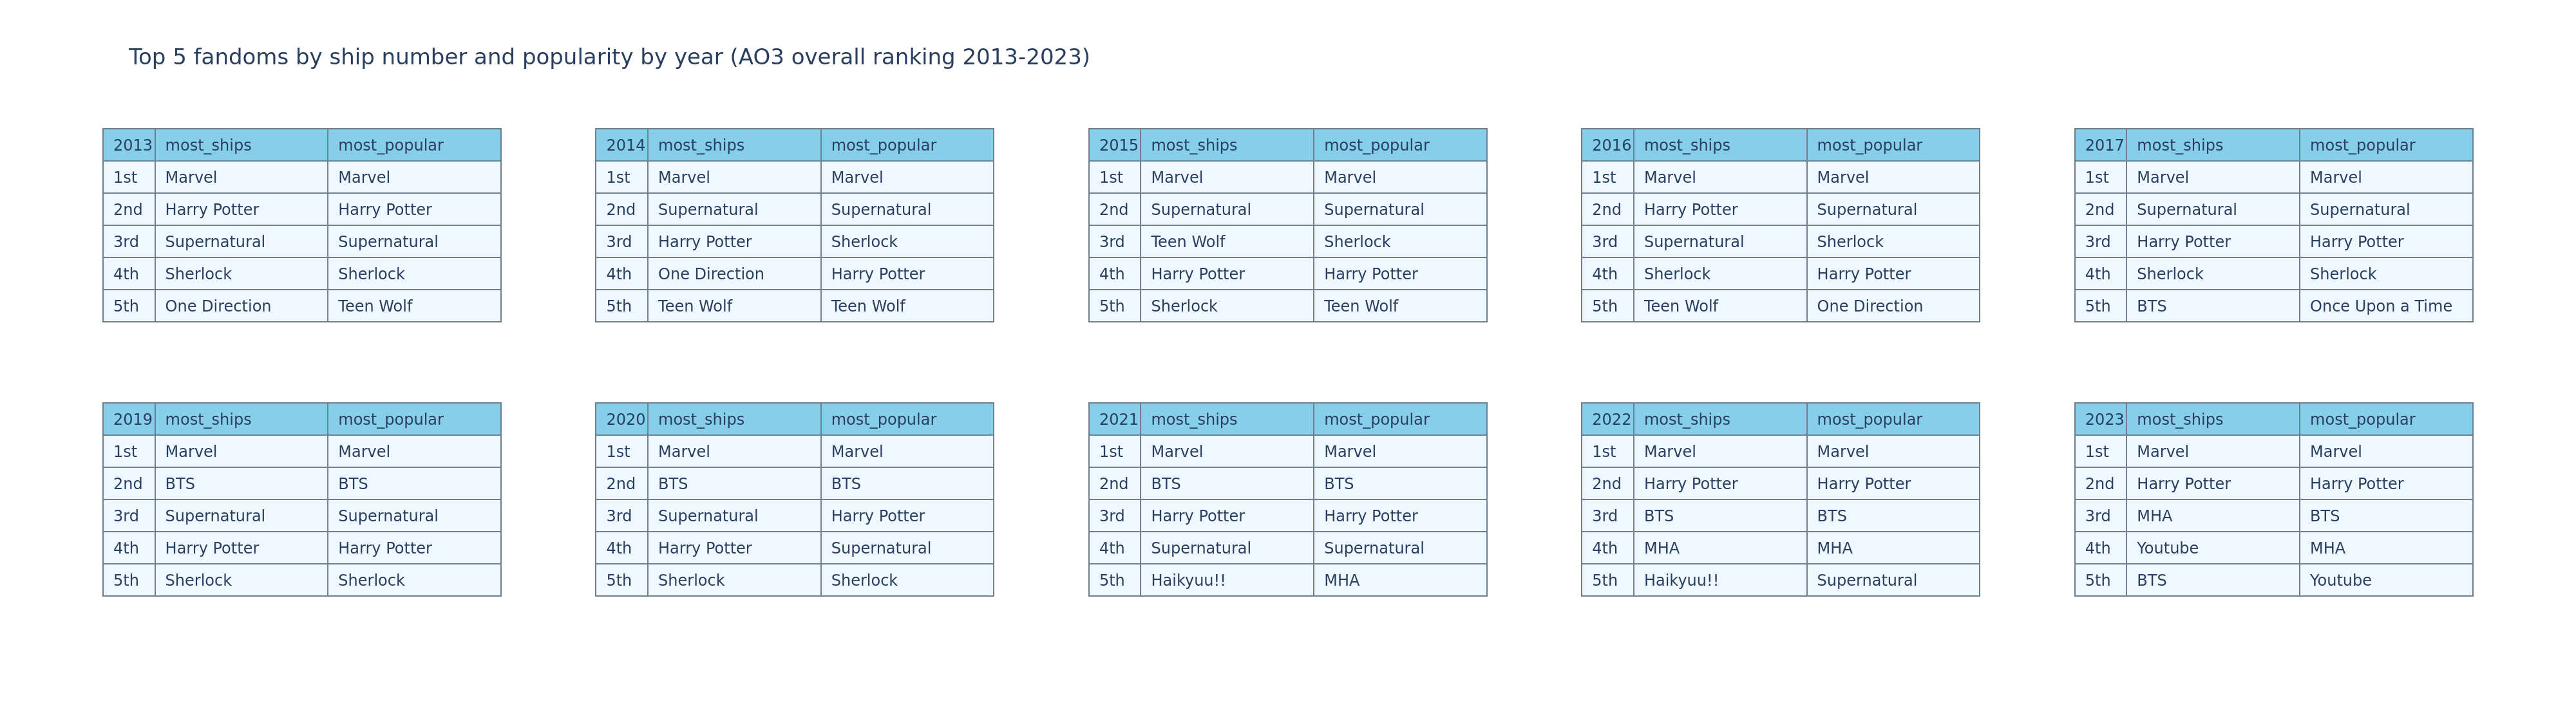 Top 5 fandoms by ship number and popularity by year (AO3 overall ranking 2013-2023)
2013 most_ships most_popular
1st Marvel Marvel
2nd Harry Potter Harry Potter
3rd Supernatural Supernatural
4th Sherlock Sherlock
5th One Direction Teen Wolf
2014 most_ships most_popular
1st Marvel Marvel
2nd Supernatural Supernatural
3rd Harry Potter Sherlock
4th One Direction Harry Potter
5th Teen Wolf Teen Wolf
2015 most_ships most_popular
1st Marvel Marvel
2nd Supernatural Supernatural
3rd Teen Wolf Sherlock
4th Harry Potter Harry Potter
5th Sherlock Teen Wolf
2016 most_ships most_popular
1st Marvel Marvel
2nd Harry Potter Supernatural
3rd Supernatural Sherlock
4th Sherlock Harry Potter
5th Teen Wolf One Direction
2017 most_ships most_popular
1st Marvel Marvel
2nd Supernatural Supernatural
3rd Harry Potter Harry Potter
4th Sherlock Sherlock
5th BTS Once Upon a Time
2019 most_ships most_popular
1st Marvel Marvel
2nd BTS BTS
3rd Supernatural Supernatural
4th Harry Potter Harry Potter
5th Sherlock Sherlock
2020 most_ships most_popular
1st Marvel Marvel
2nd BTS BTS
3rd Supernatural Harry Potter
4th Harry Potter Supernatural
5th Sherlock Sherlock
2021 most_ships most_popular
1st Marvel Marvel
2nd BTS BTS
3rd Harry Potter Harry Potter
4th Supernatural Supernatural
5th Haikyuu!! MHA
2022 most_ships most_popular
1st Marvel Marvel
2nd Harry Potter Harry Potter
3rd BTS BTS
4th MHA MHA
5th Haikyuu!! Supernatural
2023 most_ships most_popular
1st Marvel Marvel
2nd Harry Potter Harry Potter
3rd MHA BTS
4th Youtube MHA
5th BTS Youtube